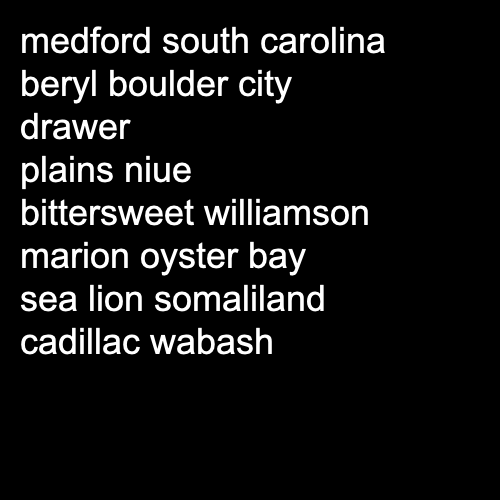 medford south carolina
beryl boulder city
drawer
plains niue
bittersweet williamson
marion oyster bay
sea lion somaliland
cadillac wabash